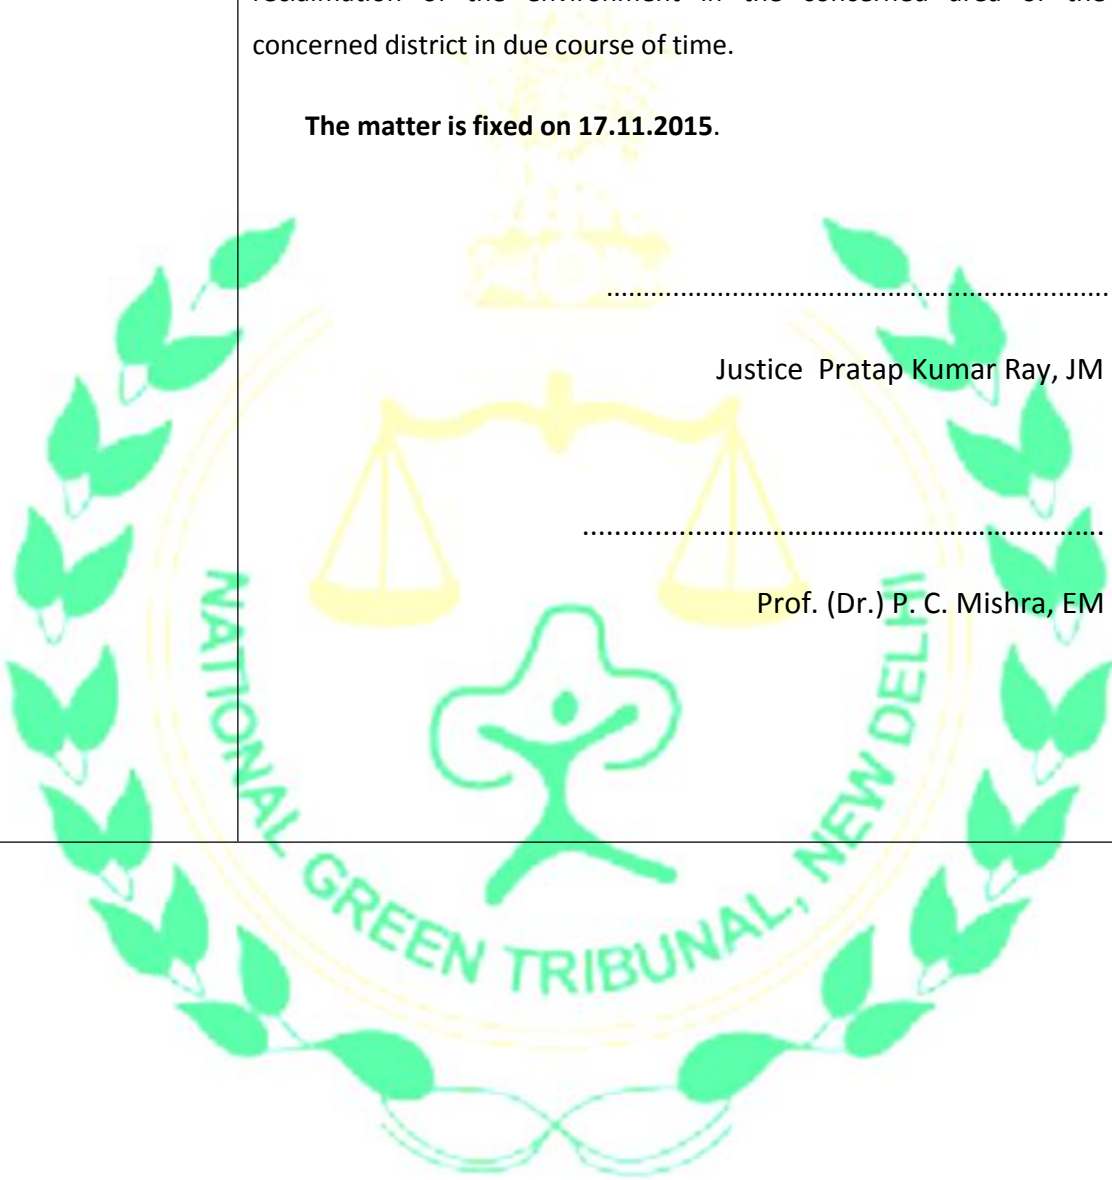 reclamation of the environment in the concerned area of the
concerned district in due course of time.
The matter is fixed on 17.11.2015.
..........................................................................
Justice Pratap Kumar Ray, JM
..........................................................................
Prof. (Dr.) P. C. Mishra, EM
NATIONAL GREEN TRIBUNAL, NEW DELHI